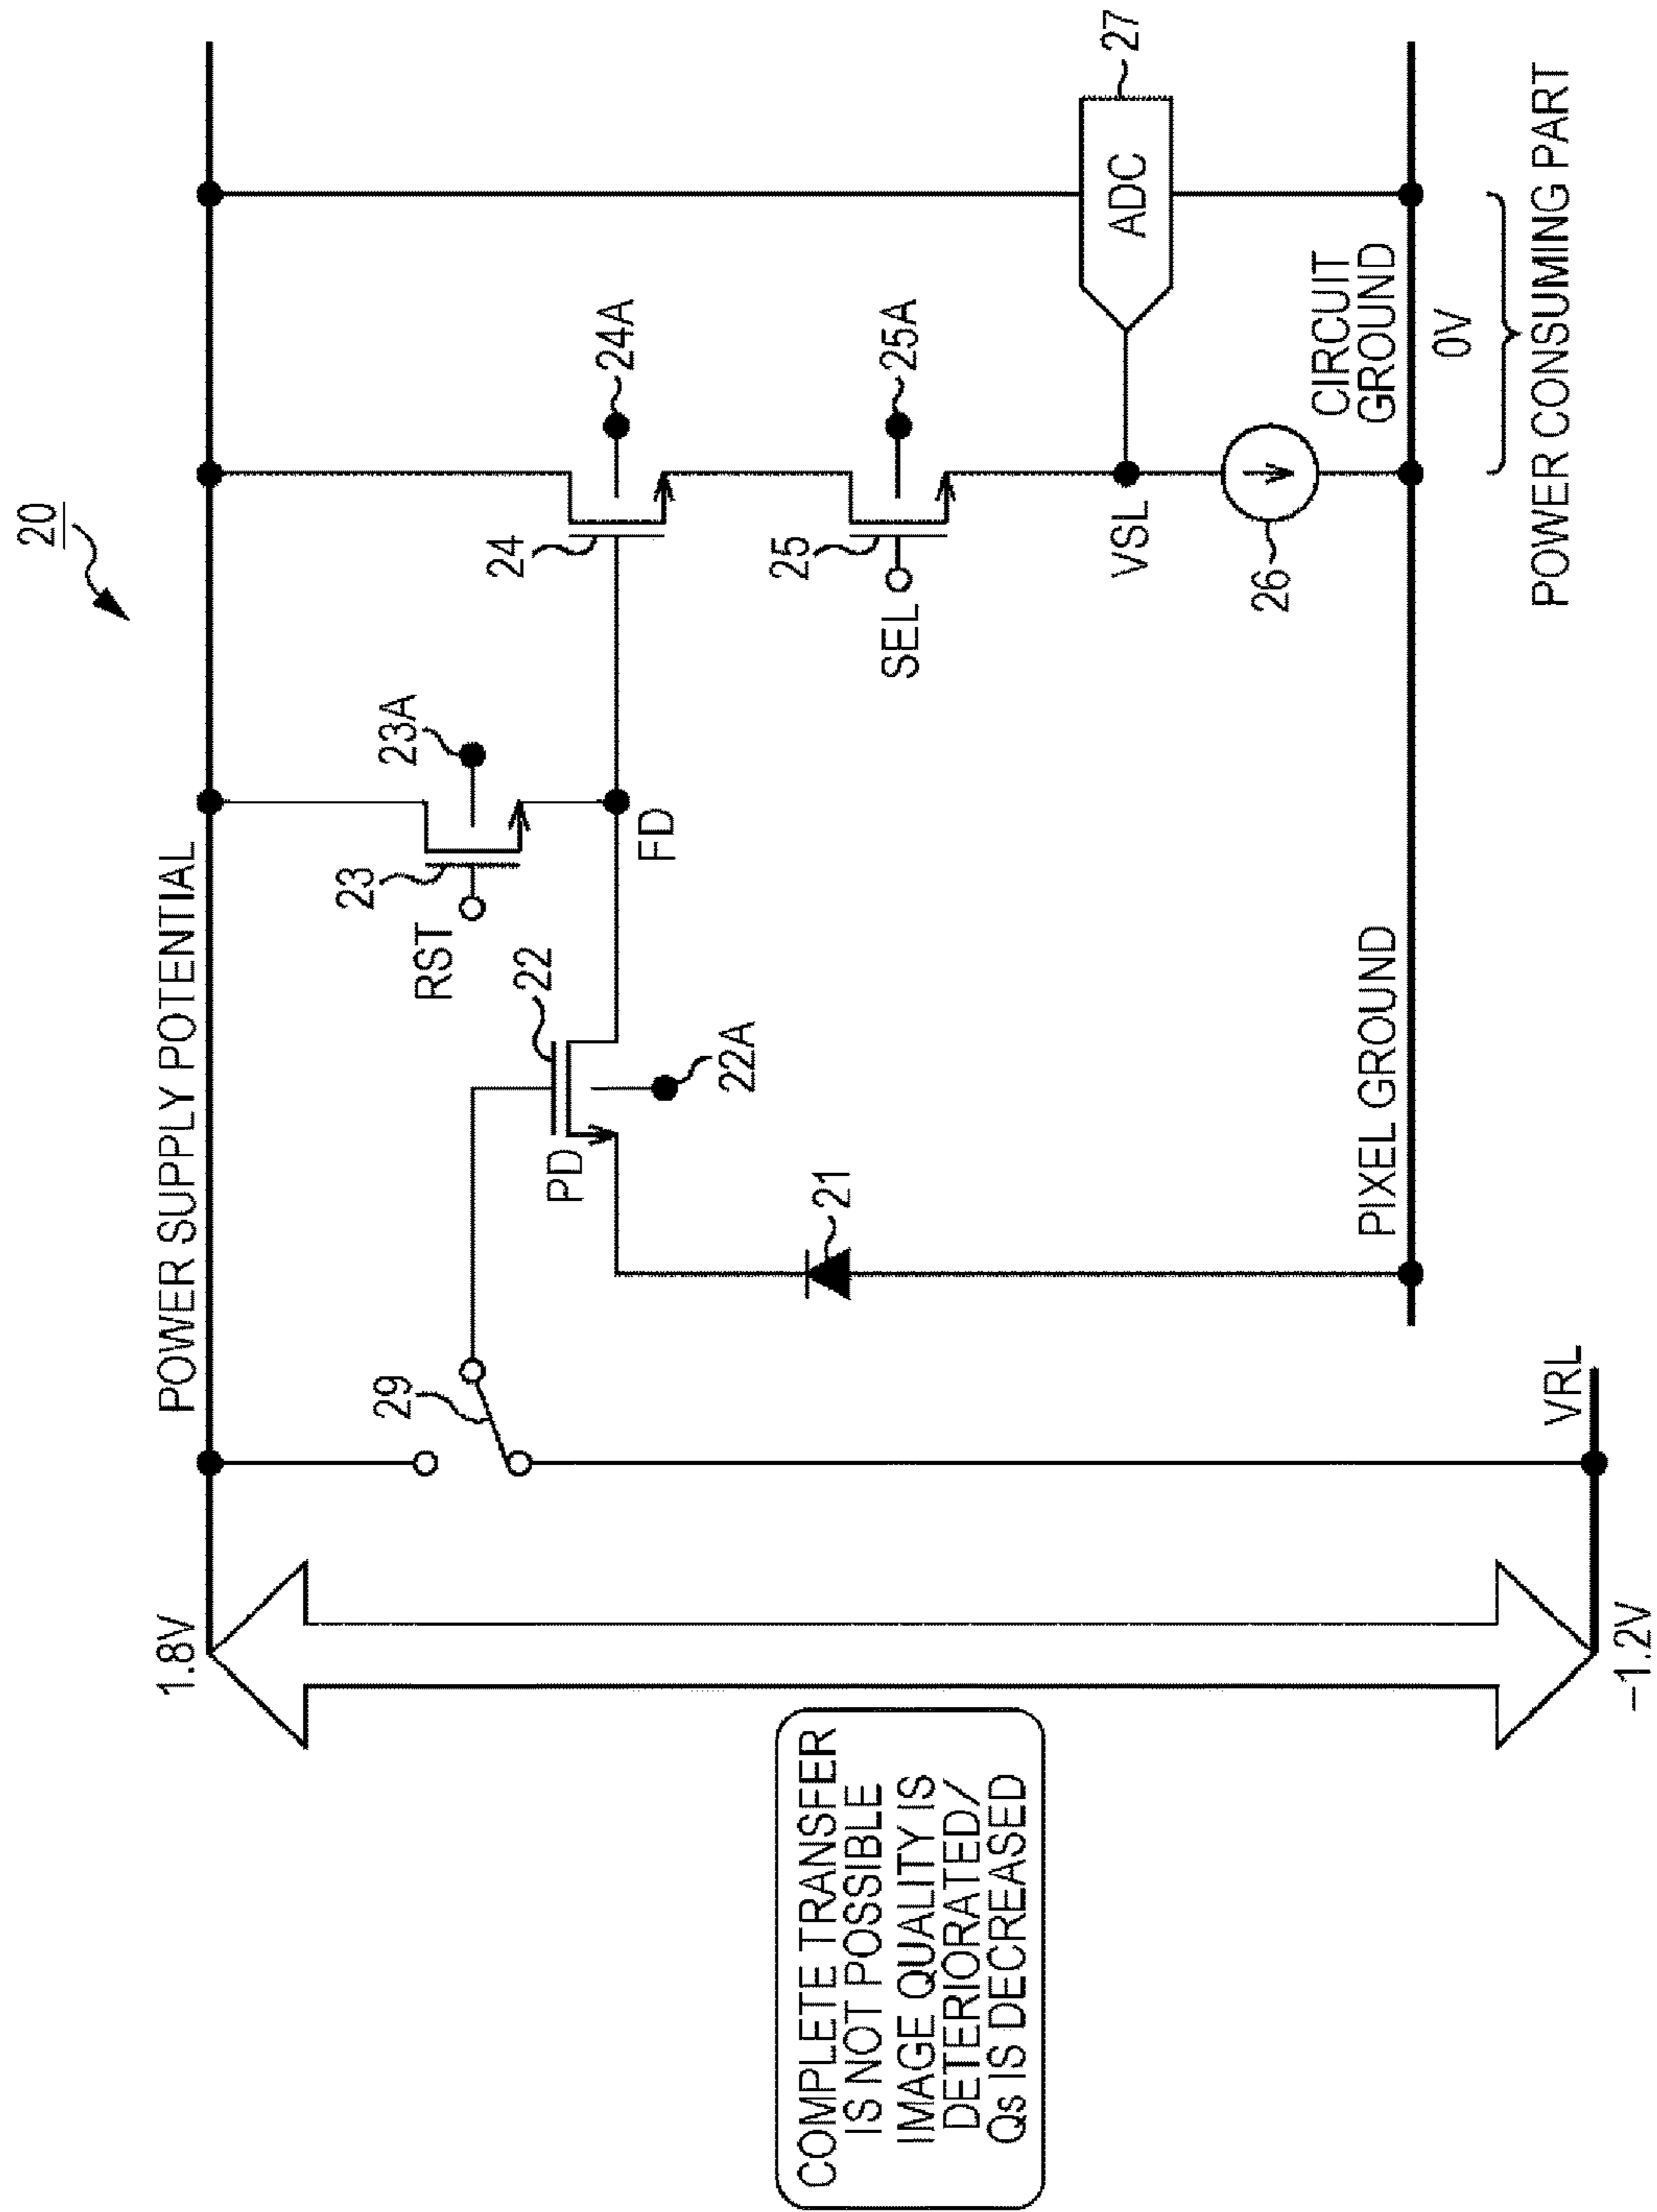 20
POWER SUPPLY POTENTIAL
1.8V
29
RST
23
23A
22
PD
22A
FD
24
24A
SEL
25
25A
21
VSL
26
ADC
27
PIXEL GROUND
CIRCUIT
GROUND
0V
POWER CONSUMING PART
VRL
-1.2V
COMPLETE TRANSFER
IS NOT POSSIBLE
IMAGE QUALITY IS
DETERIORATED/
Qs IS DECREASED